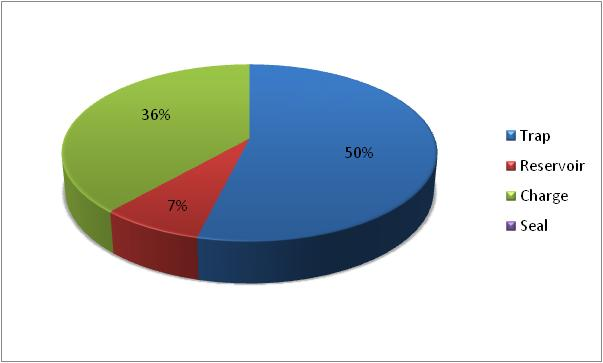 36%
50%
7%
Trap
Reservoir
Charge
Seal